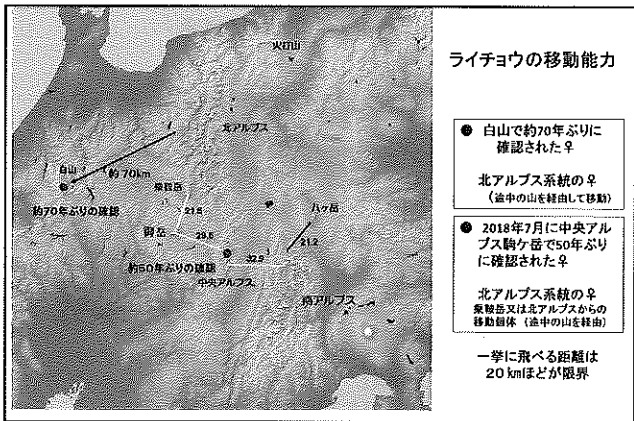 ライチョウの移動能力
火打山
北アルプス
白山
約70km
乗鞍岳
約70年ぶりの確認
21.5
御岳
29.6
八ヶ岳
21.2
約50年ぶりの確認
32.5
中央アルプス
南アルプス
● 白山で約70年ぶりに
確認された♀
北アルプス系統の♀
(途中の山を経由して移動)
● 2018年7月に中央アル
プス駒ケ岳で50年ぶり
に確認された♀
北アルプス系統の♀
乗鞍岳又は北アルプスからの
移動個体 (途中の山を経由)
一挙に飛べる距離は
20kmほどが限界